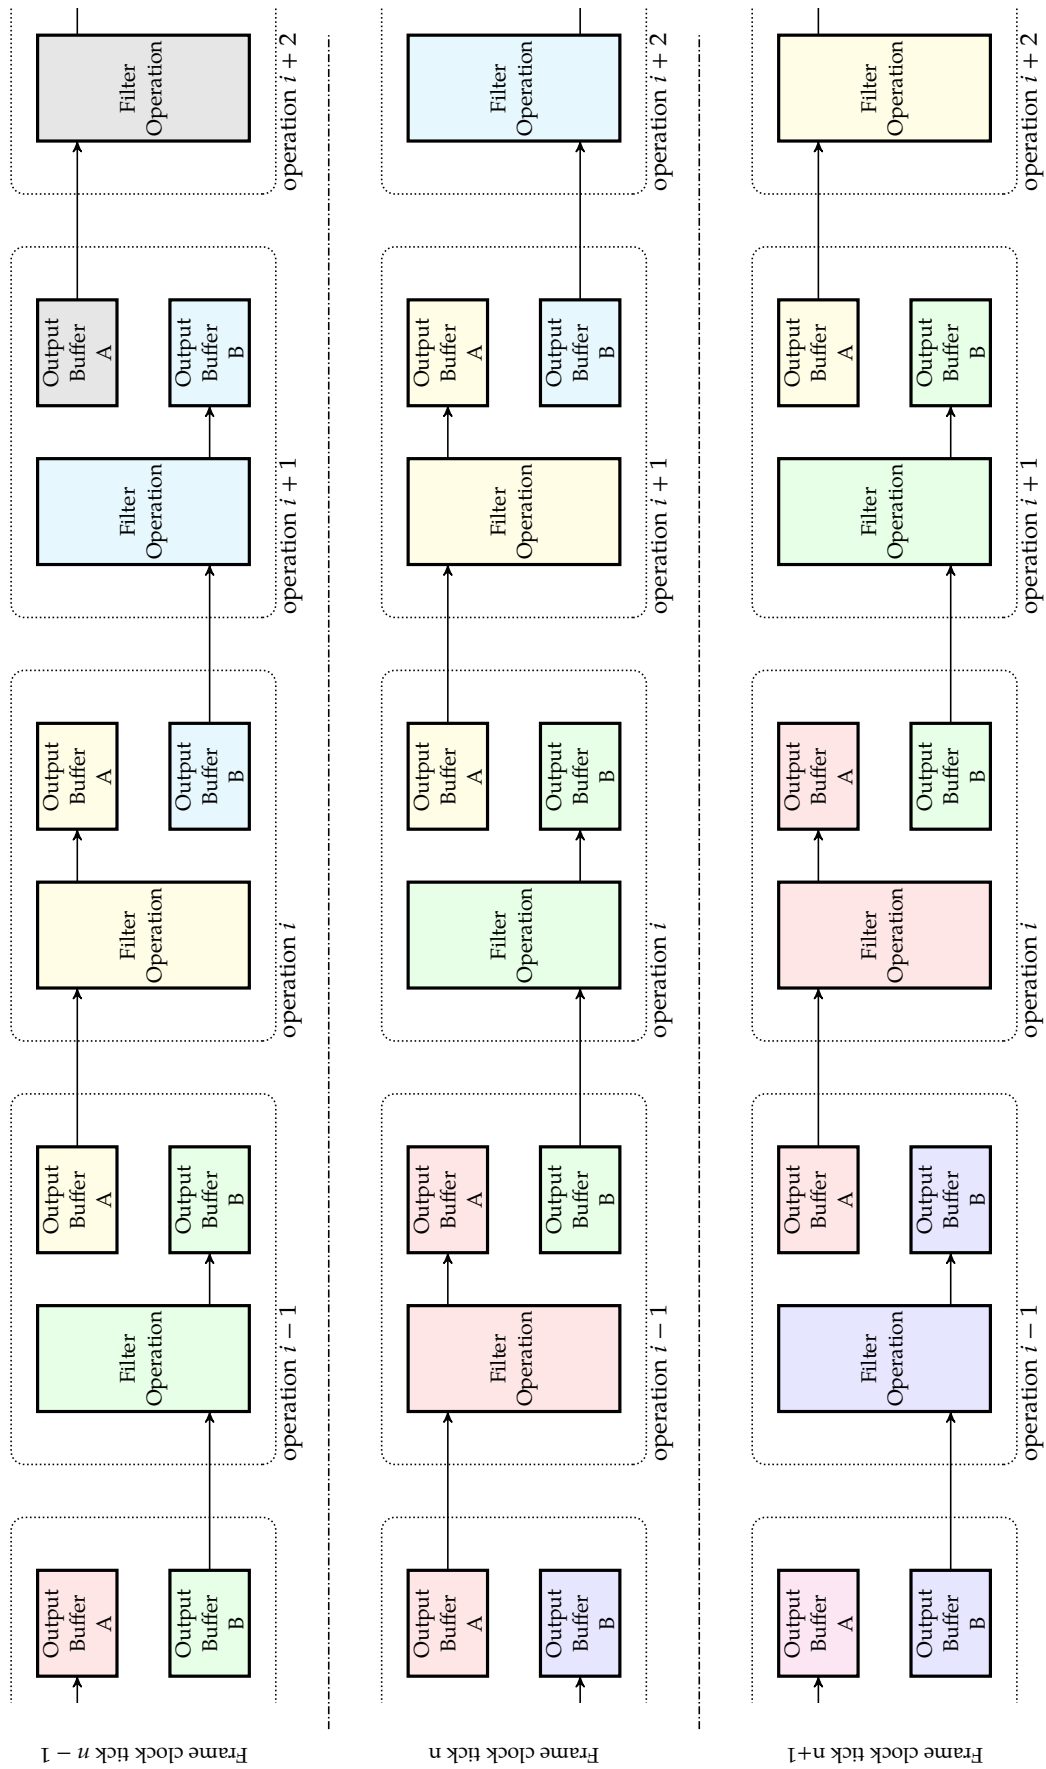 Frame clock tick n − 1
Output
Buffer
A
Output
Buffer
B
Filter
Operation
Output
Buffer
A
Output
Buffer
B
operation i − 1
Filter
Operation
Output
Buffer
A
Output
Buffer
B
operation i
Filter
Operation
Output
Buffer
A
Output
Buffer
B
operation i + 1
Filter
Operation
operation i + 2
Frame clock tick n
Output
Buffer
A
Output
Buffer
B
Filter
Operation
Output
Buffer
A
Output
Buffer
B
operation i − 1
Filter
Operation
Output
Buffer
A
Output
Buffer
B
operation i
Filter
Operation
Output
Buffer
A
Output
Buffer
B
operation i + 1
Filter
Operation
operation i + 2
Frame clock tick n+1
Output
Buffer
A
Output
Buffer
B
Filter
Operation
Output
Buffer
A
Output
Buffer
B
operation i − 1
Filter
Operation
Output
Buffer
A
Output
Buffer
B
operation i
Filter
Operation
Output
Buffer
A
Output
Buffer
B
operation i + 1
Filter
Operation
operation i + 2